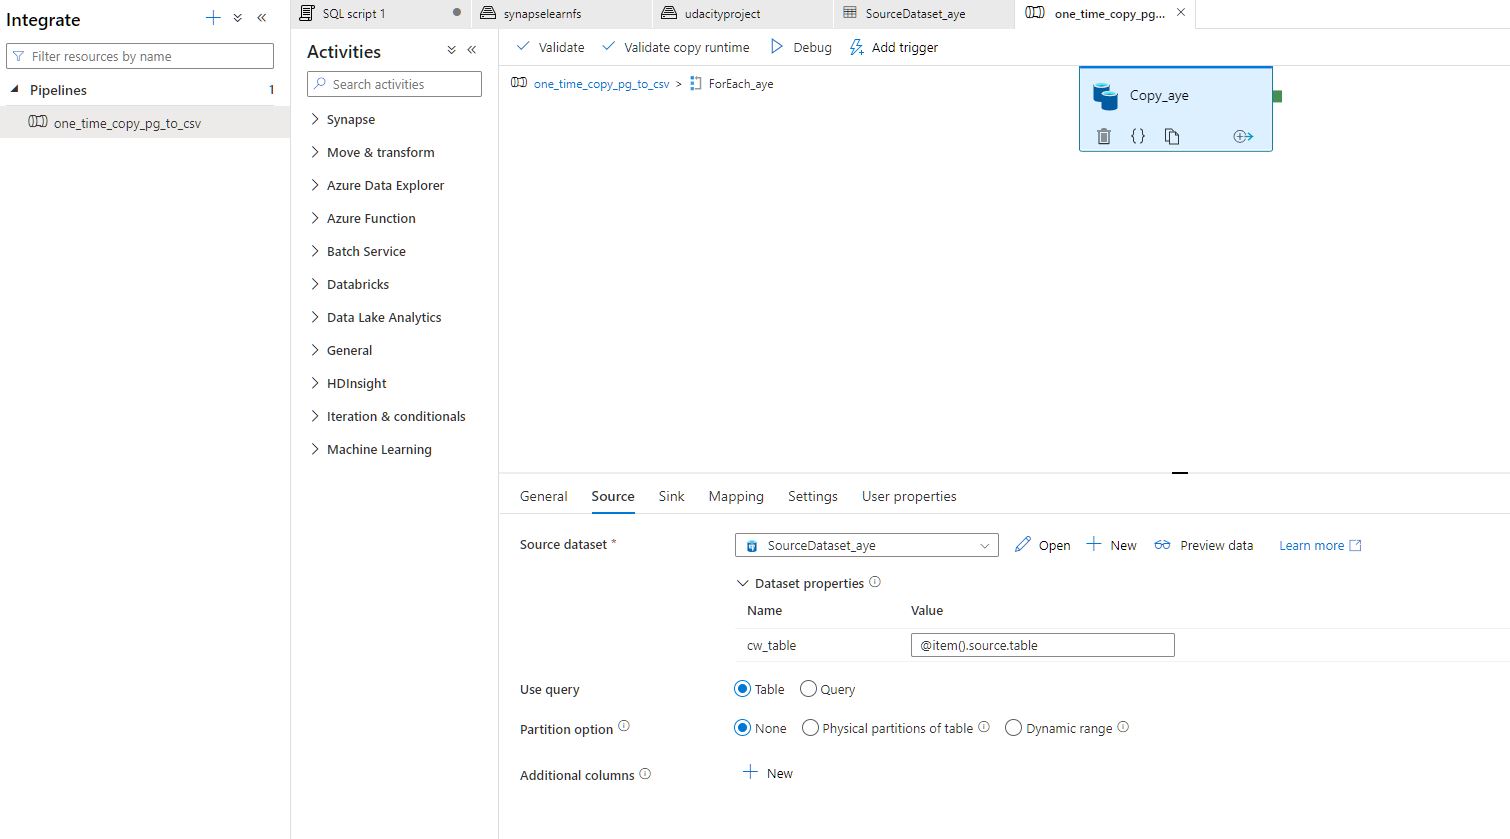 Integrate
Filter resources by name
Pipelines
1
one_time_copy_pg_to_csv
SQL script 1
synapselearnfs
udacityproject
SourceDataset_aye
one_time_copy_pg...
Activities
Search activities
Synapse
Move & transform
Azure Data Explorer
Azure Function
Batch Service
Databricks
Data Lake Analytics
General
HDInsight
Iteration & conditionals
Machine Learning
Validate
Validate copy runtime
Debug
Add trigger
one_time_copy_pg_to_csv > ForEach_aye
Copy_aye
{}
General
Source
Sink
Mapping
Settings
User properties
Source dataset *
SourceDataset_aye
Open
New
Preview data
Learn more
Dataset properties
Name
Value
cw_table
@item().source.table
Use query
Table
Query
Partition option
None
Physical partitions of table
Dynamic range
Additional columns
New